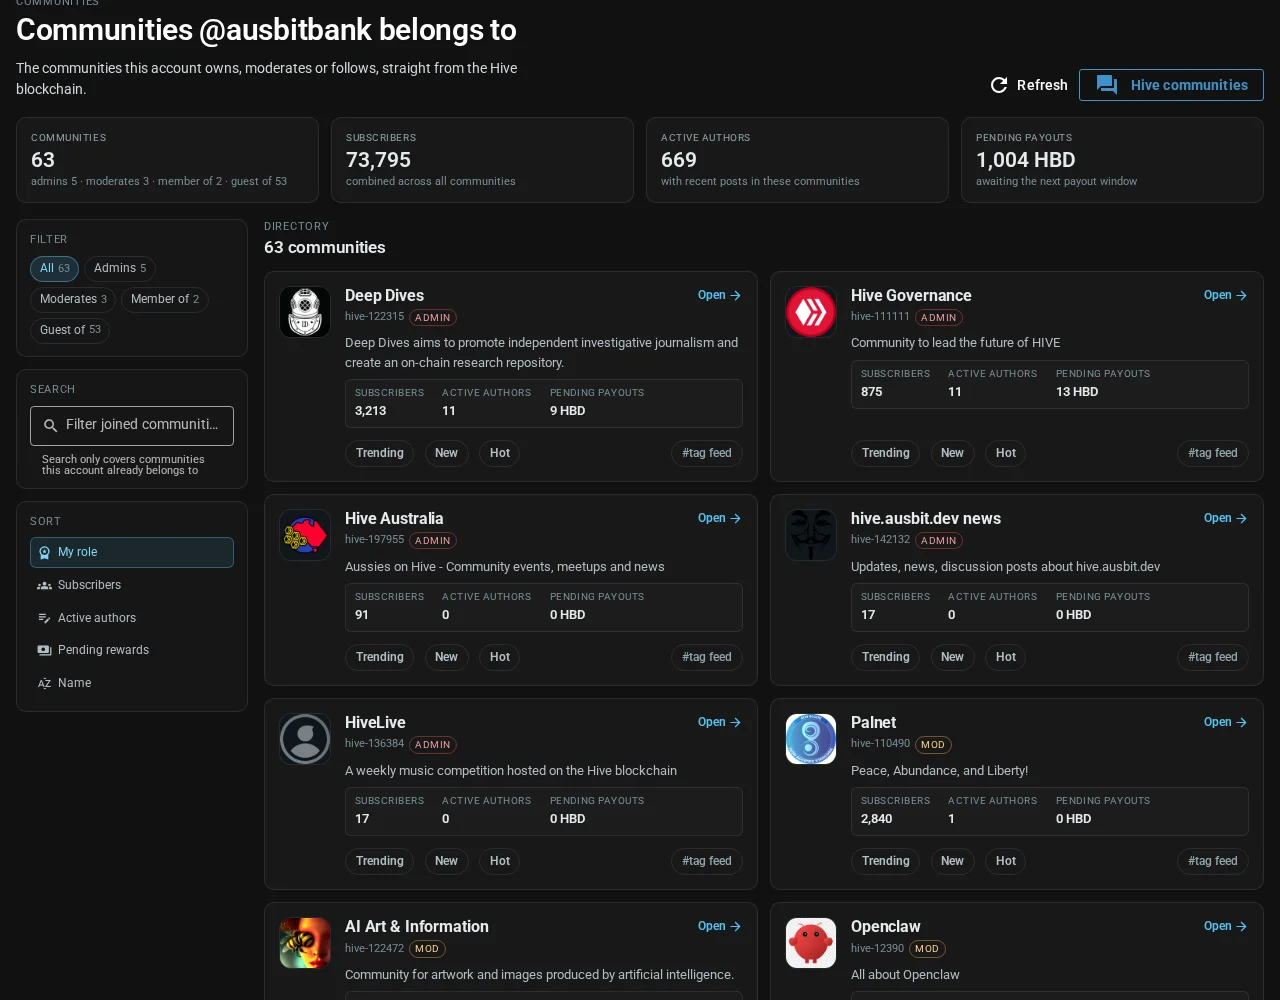 COMMUNITIES
Communities @ausbitbank belongs to
The communities this account owns, moderates or follows, straight from the Hive
blockchain.
Refresh
Hive communities
COMMUNITIES
63
admins 5 · moderates 3 · member of 2 · guest of 53
SUBSCRIBERS
73,795
combined across all communities
ACTIVE AUTHORS
669
with recent posts in these communities
PENDING PAYOUTS
1,004 HBD
awaiting the next payout window
FILTER
All 63
Admins 5
Moderates 3
Member of 2
Guest of 53
SEARCH
Filter joined communiti…
Search only covers communities
this account already belongs to
SORT
My role
Subscribers
Active authors
Pending rewards
Name
DIRECTORY
63 communities
Deep Dives
Open
hive-122315 ADMIN
Deep Dives aims to promote independent investigative journalism and
create an on-chain research repository.
SUBSCRIBERS ACTIVE AUTHORS PENDING PAYOUTS
3,213 11 9 HBD
Trending New Hot #tag feed
Hive Governance
Open
hive-111111 ADMIN
Community to lead the future of HIVE
SUBSCRIBERS ACTIVE AUTHORS PENDING PAYOUTS
875 11 13 HBD
Trending New Hot #tag feed
Hive Australia
Open
hive-197955 ADMIN
Aussies on Hive - Community events, meetups and news
SUBSCRIBERS ACTIVE AUTHORS PENDING PAYOUTS
91 0 0 HBD
Trending New Hot #tag feed
hive.ausbit.dev news
Open
hive-142132 ADMIN
Updates, news, discussion posts about hive.ausbit.dev
SUBSCRIBERS ACTIVE AUTHORS PENDING PAYOUTS
17 0 0 HBD
Trending New Hot #tag feed
HiveLive
Open
hive-136384 ADMIN
A weekly music competition hosted on the Hive blockchain
SUBSCRIBERS ACTIVE AUTHORS PENDING PAYOUTS
17 0 0 HBD
Trending New Hot #tag feed
Palnet
Open
hive-110490 MOD
Peace, Abundance, and Liberty!
SUBSCRIBERS ACTIVE AUTHORS PENDING PAYOUTS
2,840 1 0 HBD
Trending New Hot #tag feed
AI Art & Information
Open
hive-122472 MOD
Community for artwork and images produced by artificial intelligence.
Openclaw
Open
hive-12390 MOD
All about Openclaw